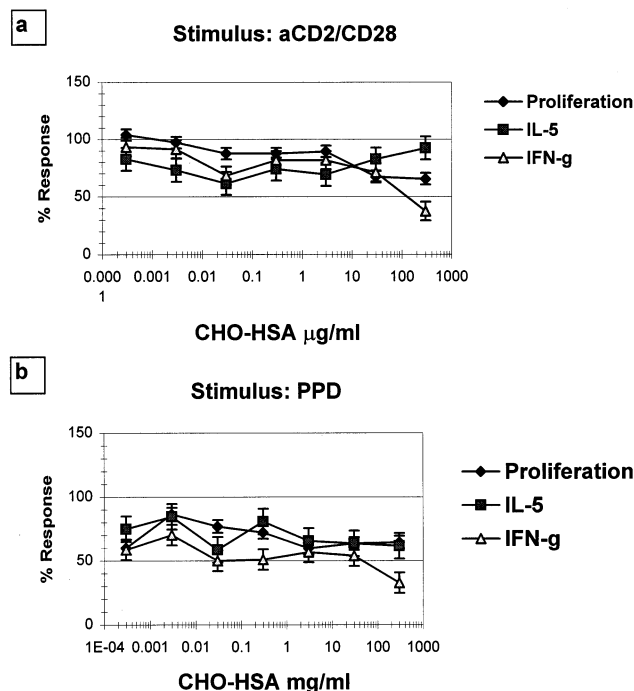 a
Stimulus: aCD2/CD28
150
100
50
0
% Response
0.000
1
0.001 0.01 0.1 1 10 100 1000
CHO-HSA µg/ml
Proliferation
IL-5
IFN-g
b
Stimulus: PPD
150
100
50
0
% Response
1E-04 0.001 0.01 0.1 1 10 100 1000
CHO-HSA mg/ml
Proliferation
IL-5
IFN-g